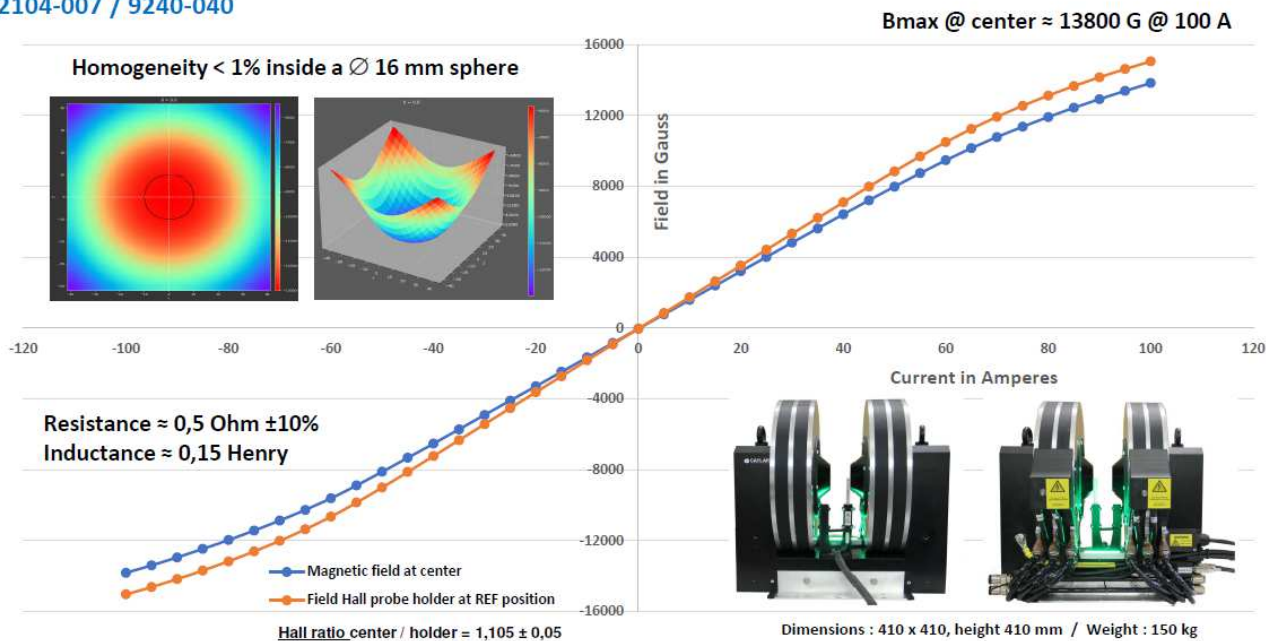 2104-007 / 9240-040
Bmax @ center ≈ 13800 G @ 100 A
Homogeneity < 1% inside a ∅ 16 mm sphere
16000
12000
8000
4000
0
-4000
-8000
-12000
-16000
Field in Gauss
-120 -100 -80 -60 -40 -20 0 20 40 60 80 100 120
Current in Amperes
Resistance ≈ 0,5 Ohm ±10%
Inductance ≈ 0,15 Henry
Magnetic field at center
Field Hall probe holder at REF position
Hall ratio center / holder = 1,105 ± 0,05
Dimensions : 410 x 410, height 410 mm / Weight : 150 kg